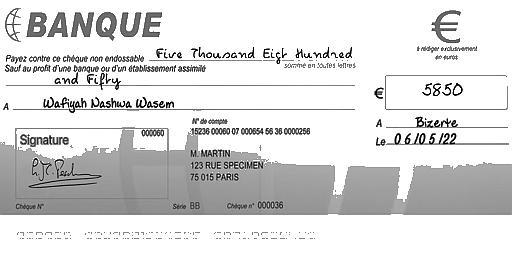 BANQUE
€
à rédiger exclusivement
en euros
Payez contre ce chèque non endossable Five Thousand Eigt Hundred
Sauf au profit d'une banque ou d'un établissement assimilé
somme en toutes lettres
and Fifty
A Wafiyah Nashwa Wasem
€ 5850
A Bizerte
Le 06/05/22
Signature
000060
N° de compte
15236 00060 07 000654 56 36 0000256
M. MARTIN
123 RUE SPECIMEN
75 015 PARIS
Chèque N°
Série BB
Chèque n° 000036